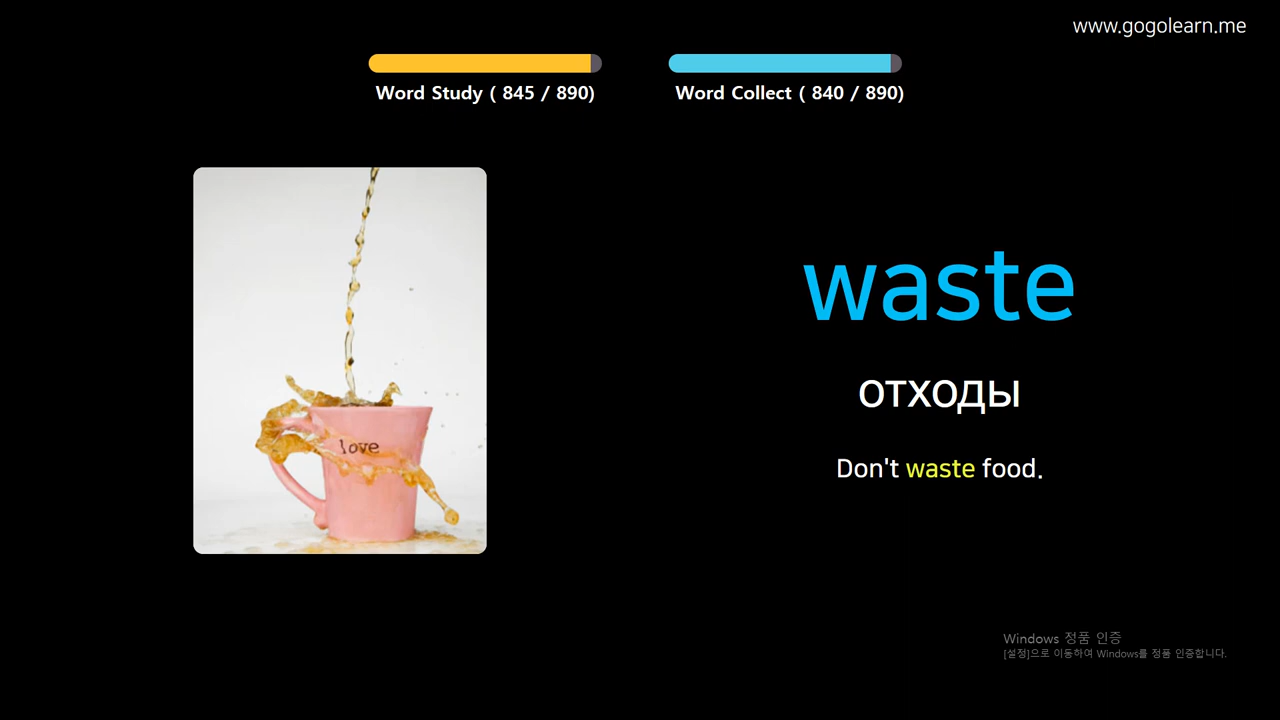 www.gogolearn.me
Word Study ( 845 / 890)
Word Collect ( 840 / 890)
love
waste
отходы
Don't waste food.
Windows 정품 인증
[설정]으로 이동하여 Windows를 정품 인증합니다.